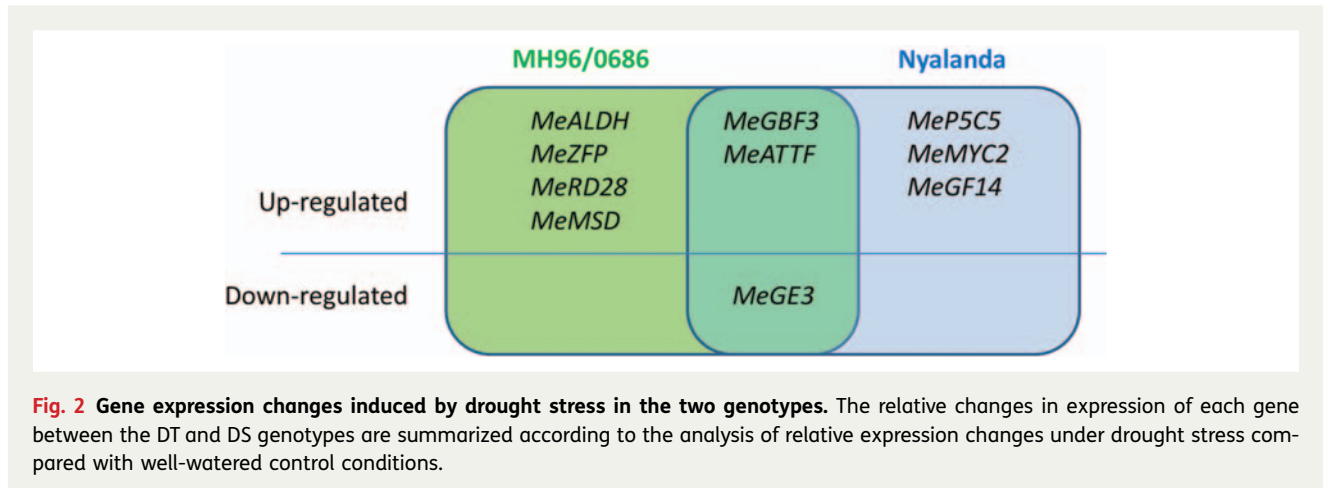 MH96/0686 Nyalanda
MeALDH MeGBF3 MeP5C5
MeZFP MeATTF MeMYC2
MeRD28 MeGF14
Up-regulated
MeMSD
Down-regulated MeGE3
Fig. 2 Gene expression changes induced by drought stress in the two genotypes. The relative changes in expression of each gene
between the DT and DS genotypes are summarized according to the analysis of relative expression changes under drought stress com-
pared with well-watered control conditions.